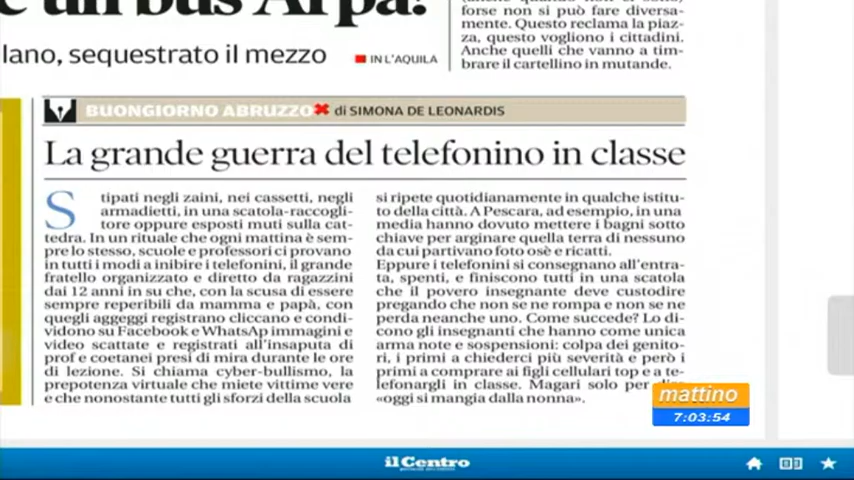 un bus Arpa?
lano, sequestrato il mezzo
IN L'AQUILA
forse non si può fare diversa-
mente. Questo reclama la piaz-
za, questo vogliono i cittadini.
Anche quelli che vanno a tim-
brare il cartellino in mutande.
BUONGIORNO ABRUZZO di SIMONA DE LEONARDIS
La grande guerra del telefonino in classe
Stipati negli zaini, nei cassetti, negli
armadietti, in una scatola-raccogli-
tore oppure esposti muti sulla cat-
tedra. In un rituale che ogni mattina è sem-
pre lo stesso, scuole e professori ci provano
in tutti i modi a inibire i telefonini, il grande
fratello organizzato e diretto da ragazzini
dai 12 anni in su che, con la scusa di essere
sempre reperibili da mamma e papà, con
quegli aggeggi registrano cliccano e condi-
vidono su Facebook e WhatsAp immagini e
video scattate e registrati all'insaputa di
prof e coetanei presi di mira durante le ore
di lezione. Si chiama cyber-bullismo, la
prepotenza virtuale che miete vittime vere
e che nonostante tutti gli sforzi della scuola
si ripete quotidianamente in qualche istitu-
to della città. A Pescara, ad esempio, in una
media hanno dovuto mettere i bagni sotto
chiave per arginare quella terra di nessuno
da cui partivano foto osè e ricatti.
Eppure i telefonini si consegnano all'entra-
ta, spenti, e finiscono tutti in una scatola
che il povero insegnante deve custodire
pregando che non se ne rompa e non se ne
perda neanche uno. Come succede? Lo di-
cono gli insegnanti che hanno come unica
arma note e sospensioni: colpa dei genito-
ri, i primi a chiederci più severità e però i
primi a comprare ai figli cellulari top e a te-
lefonargli in classe. Magari solo per
«oggi si mangia dalla nonna».
mattino
7:03:54
il Centro